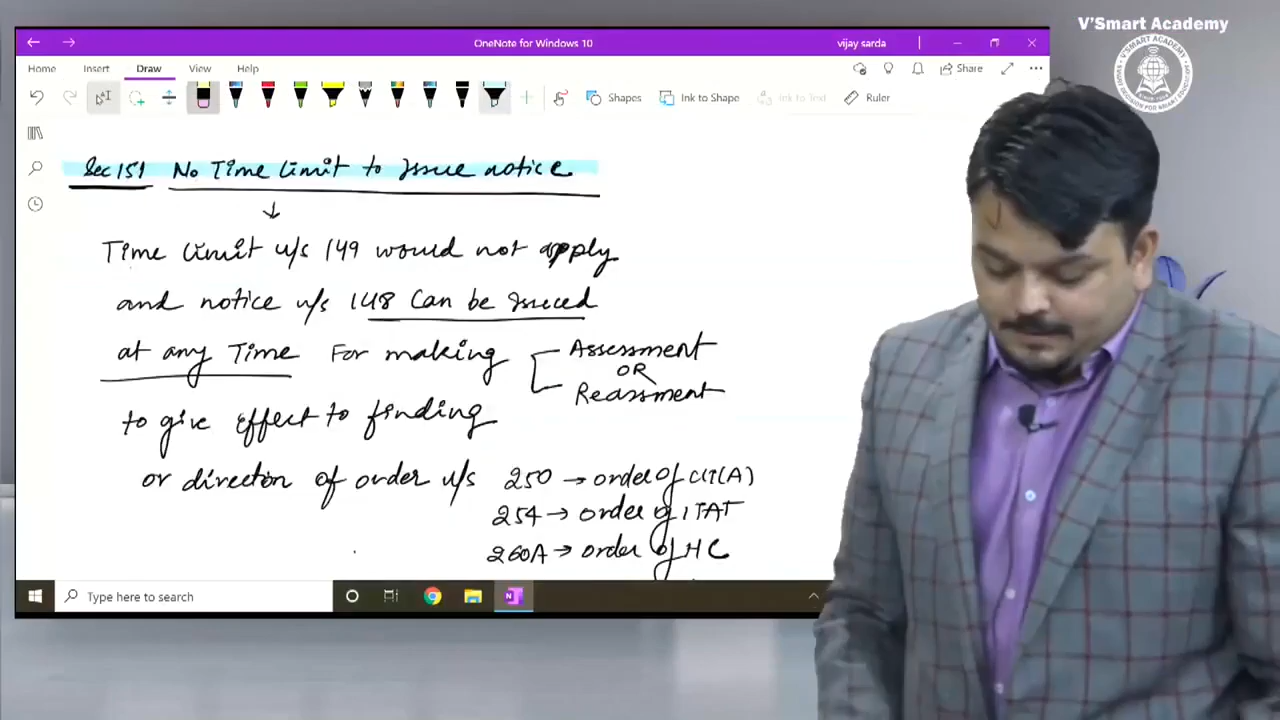 V'Smart Academy
OneNote for Windows 10
vijay sarda
Home Insert Draw View Help
Share
Shapes Ink to Shape Ink to Text Ruler
Sec 151 No Time Limit to Issue notice
Time limit u/s 149 would not apply
and notice u/s 148 Can be Issued
at any Time For making Assessment
OR
Reassment
to give effect to finding
or direction of order u/s 250 → order of CIT(A)
254 → order of ITAT
260A → order of HC
Type here to search